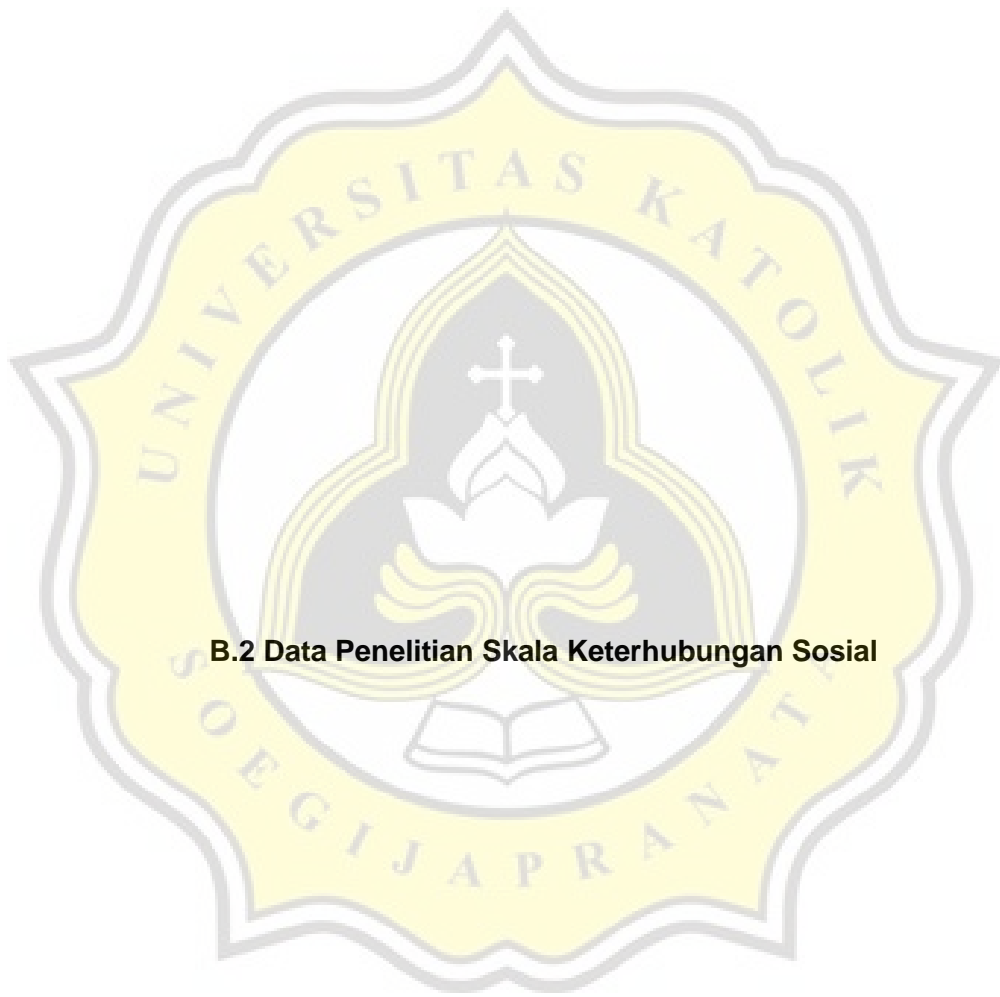 UNIVERSITAS KATOLIK
B.2 Data Penelitian Skala Keterhubungan Sosial
SOEGIJAPRANATA